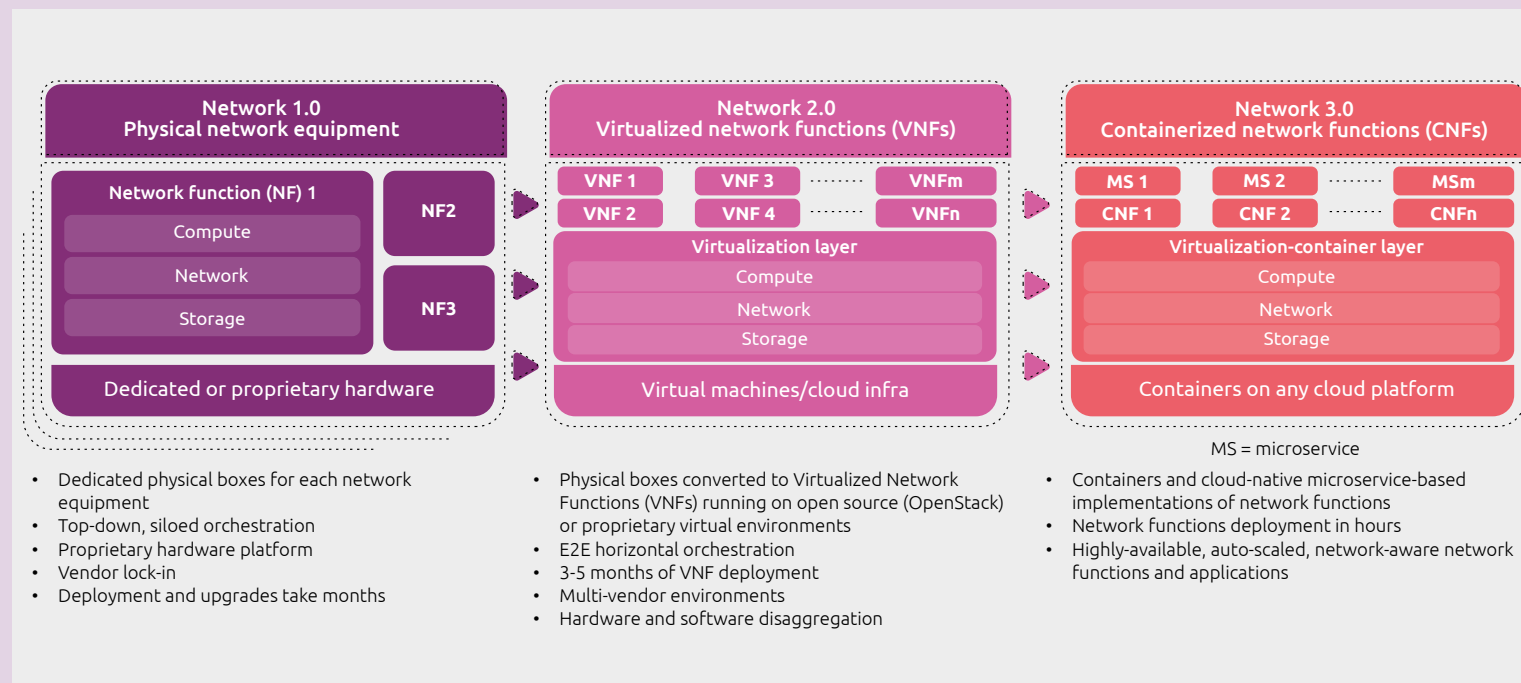 Network 1.0
Physical network equipment
Network function (NF) 1
Compute
Network
Storage
NF2
NF3
Dedicated or proprietary hardware
• Dedicated physical boxes for each network
equipment
• Top-down, siloed orchestration
• Proprietary hardware platform
• Vendor lock-in
• Deployment and upgrades take months
Network 2.0
Virtualized network functions (VNFs)
VNF 1 VNF 3 ...... VNFm
VNF 2 VNF 4 ...... VNFn
Virtualization layer
Compute
Network
Storage
Virtual machines/cloud infra
• Physical boxes converted to Virtualized Network
Functions (VNFs) running on open source (OpenStack)
or proprietary virtual environments
• E2E horizontal orchestration
• 3-5 months of VNF deployment
• Multi-vendor environments
• Hardware and software disaggregation
Network 3.0
Containerized network functions (CNFs)
MS 1 MS 2 ...... MSm
CNF 1 CNF 2 ...... CNFn
Virtualization-container layer
Compute
Network
Storage
Containers on any cloud platform
MS = microservice
• Containers and cloud-native microservice-based
implementations of network functions
• Network functions deployment in hours
• Highly-available, auto-scaled, network-aware network
functions and applications